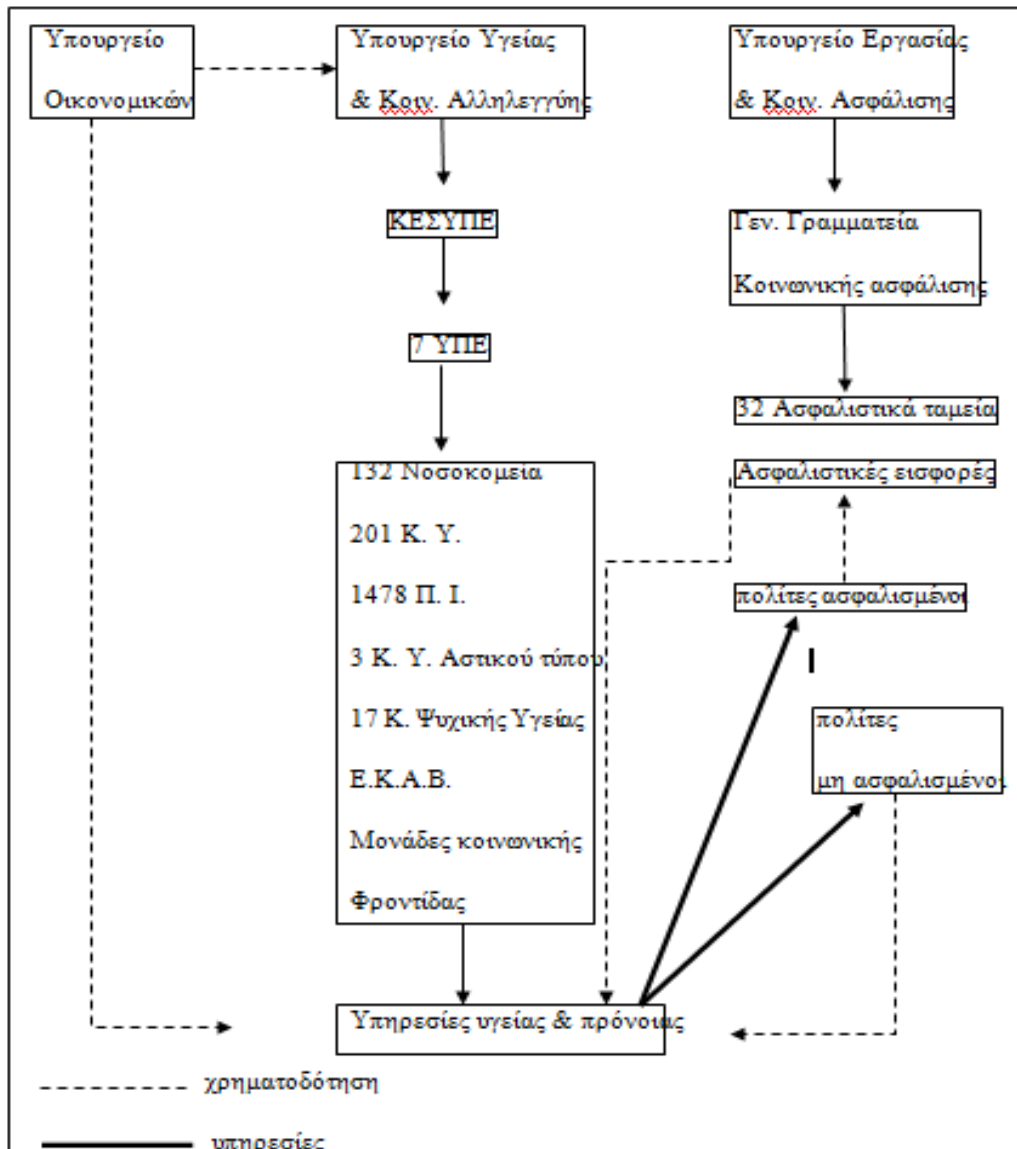 Υπουργείο
Οικονομικών
Υπουργείο Υγείας
& Κοιν. Αλληλεγγύης
Υπουργείο Εργασίας
& Κοιν. Ασφάλισης
ΚΕΣΥΠΕ
Γεν. Γραμματεία
Κοινωνικής ασφάλισης
7 ΥΠΕ
32 Ασφαλιστικά ταμεία
132 Νοσοκομεία
201 Κ. Υ.
1478 Π. Ι.
3 Κ. Υ. Αστικού τύπου
17 Κ. Ψυχικής Υγείας
Ε.Κ.Α.Β.
Μονάδες κοινωνικής
Φροντίδας
Ασφαλιστικές εισφορές
πολίτες ασφαλισμένοι
πολίτες
μη ασφαλισμένοι
Υπηρεσίες υγείας & πρόνοιας
χρηματοδότηση
υπηρεσίες